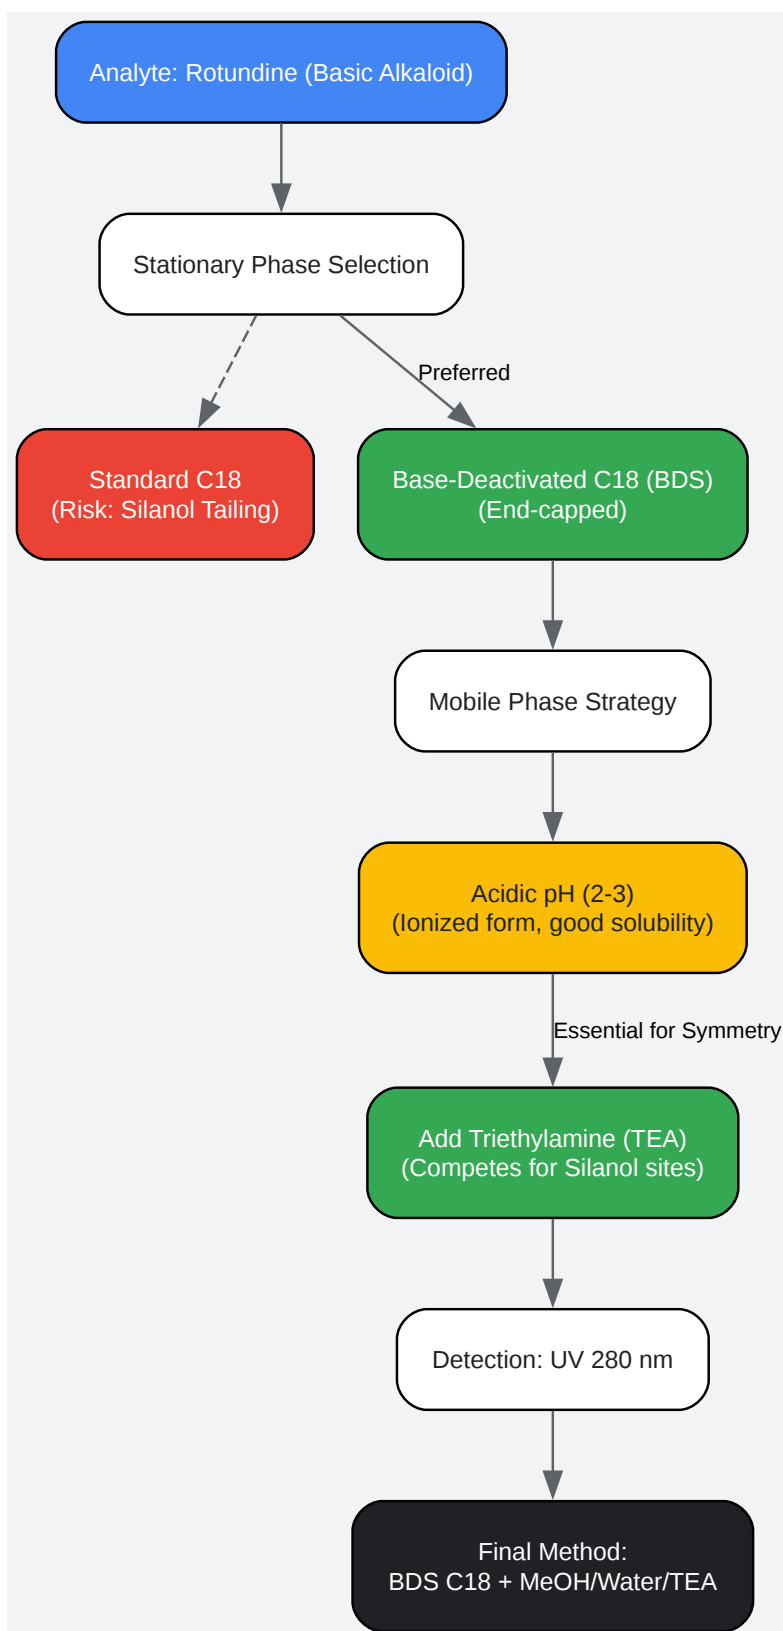 Analyte: Rotundine (Basic Alkaloid)
Stationary Phase Selection
Preferred
Standard C18
(Risk: Silanol Tailing)
Base-Deactivated C18 (BDS)
(End-capped)
Mobile Phase Strategy
Acidic pH (2-3)
(Ionized form, good solubility)
Essential for Symmetry
Add Triethylamine (TEA)
(Competes for Silanol sites)
Detection: UV 280 nm
Final Method:
BDS C18 + MeOH/Water/TEA